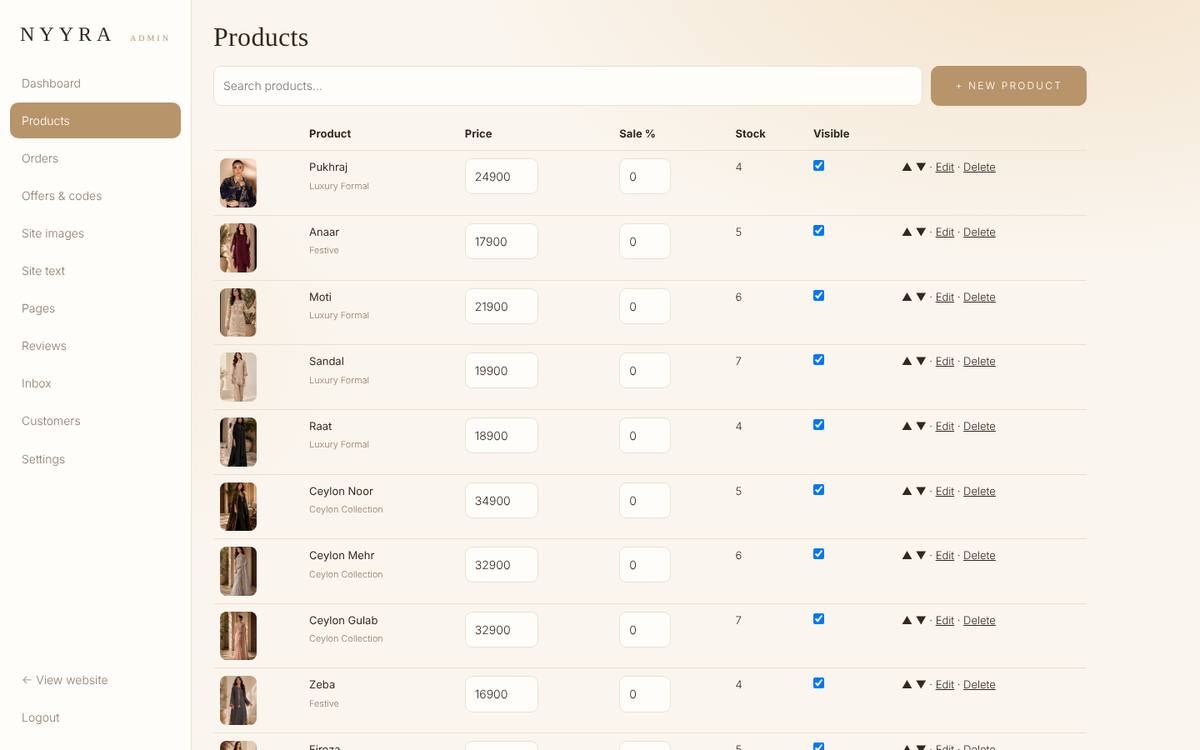 NYYRA ADMIN
Dashboard
Products
Orders
Offers & codes
Site images
Site text
Pages
Reviews
Inbox
Customers
Settings
← View website
Logout
Products
Search products...
+ NEW PRODUCT
Product Price Sale % Stock Visible
Pukhraj 24900 0 4 ▲ ▼ · Edit · Delete
Luxury Formal
Anaar 17900 0 5 ▲ ▼ · Edit · Delete
Festive
Moti 21900 0 6 ▲ ▼ · Edit · Delete
Luxury Formal
Sandal 19900 0 7 ▲ ▼ · Edit · Delete
Luxury Formal
Raat 18900 0 4 ▲ ▼ · Edit · Delete
Luxury Formal
Ceylon Noor 34900 0 5 ▲ ▼ · Edit · Delete
Ceylon Collection
Ceylon Mehr 32900 0 6 ▲ ▼ · Edit · Delete
Ceylon Collection
Ceylon Gulab 32900 0 7 ▲ ▼ · Edit · Delete
Ceylon Collection
Zeba 16900 0 4 ▲ ▼ · Edit · Delete
Festive
Firoza 5 ▲ ▼ · Edit · Delete